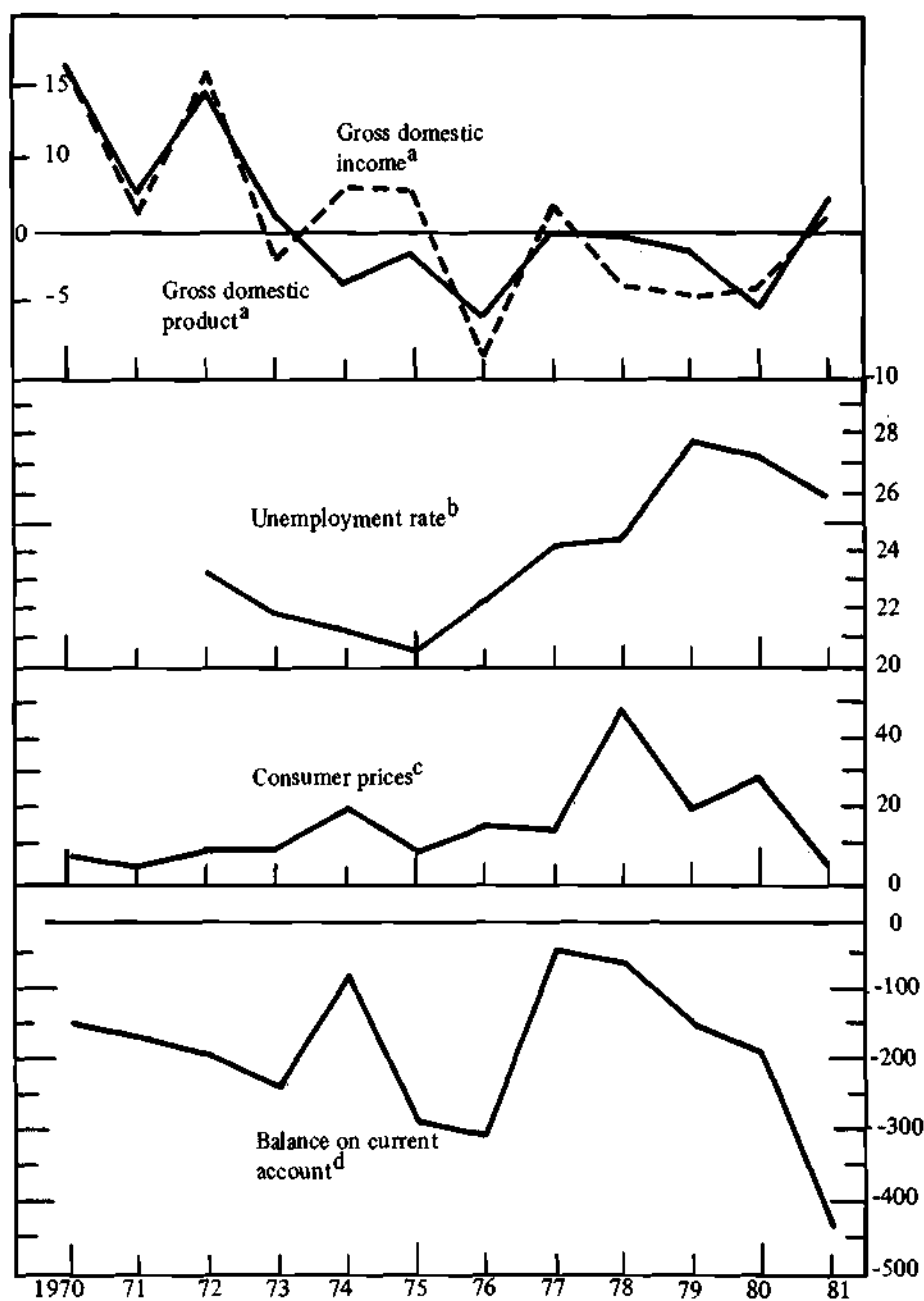 15
10
0
-5
-10
Gross domestic
income a
Gross domestic
product a
28
26
24
22
20
Unemployment rate b
40
20
0
Consumer prices c
0
-100
-200
-300
-400
-500
Balance on current
account d
1970 71 72 73 74 75 76 77 78 79 80 81